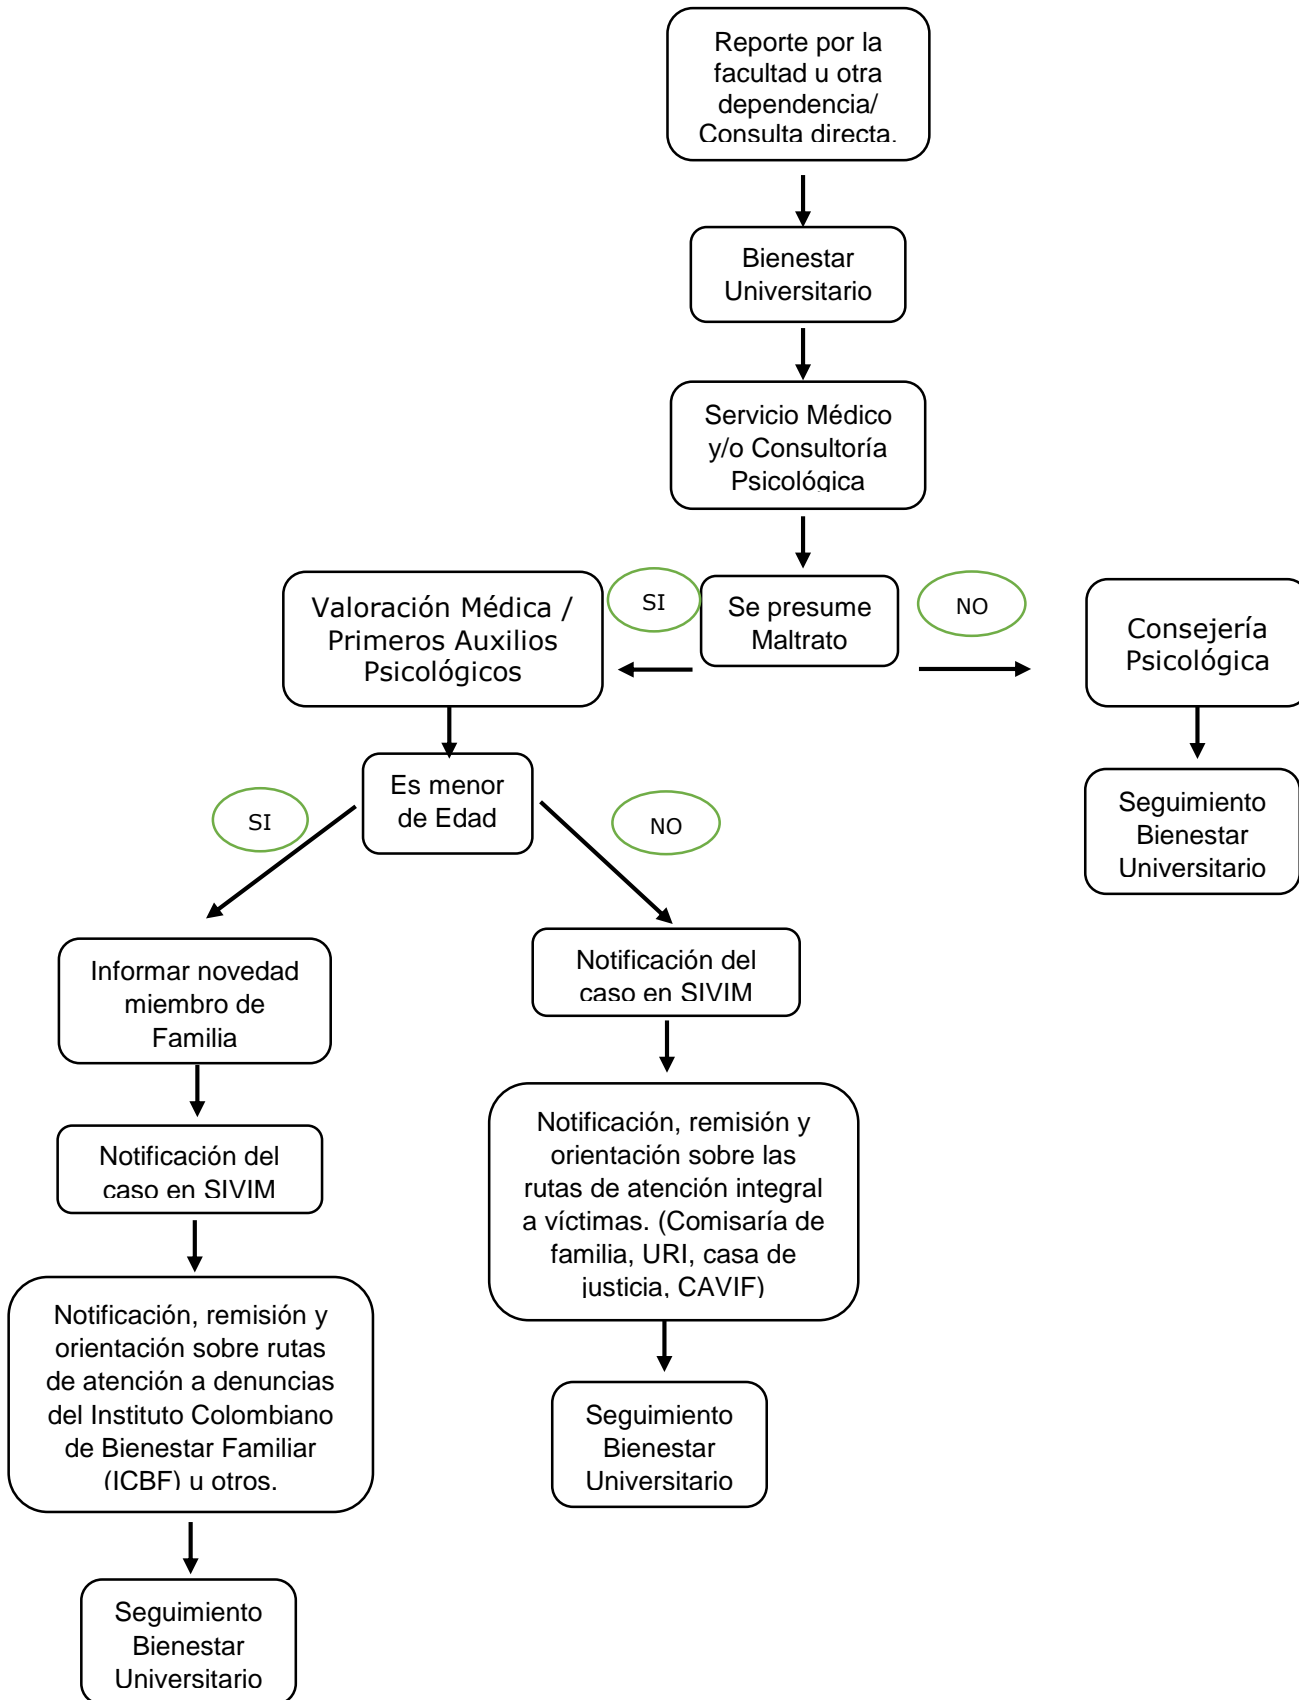 Reporte por la
facultad u otra
dependencia/
Consulta directa.
Bienestar
Universitario
Servicio Médico
y/o Consultoría
Psicológica
Se presume
Maltrato
SI
NO
Valoración Médica /
Primeros Auxilios
Psicológicos
Consejería
Psicológica
Seguimiento
Bienestar
Universitario
Es menor
de Edad
SI
NO
Informar novedad
miembro de
Familia
Notificación del
caso en SIVIM
Notificación, remisión y
orientación sobre rutas
de atención a denuncias
del Instituto Colombiano
de Bienestar Familiar
(ICBF) u otros.
Seguimiento
Bienestar
Universitario
Notificación del
caso en SIVIM
Notificación, remisión y
orientación sobre las
rutas de atención integral
a víctimas. (Comisaría de
familia, URI, casa de
justicia, CAVIF)
Seguimiento
Bienestar
Universitario